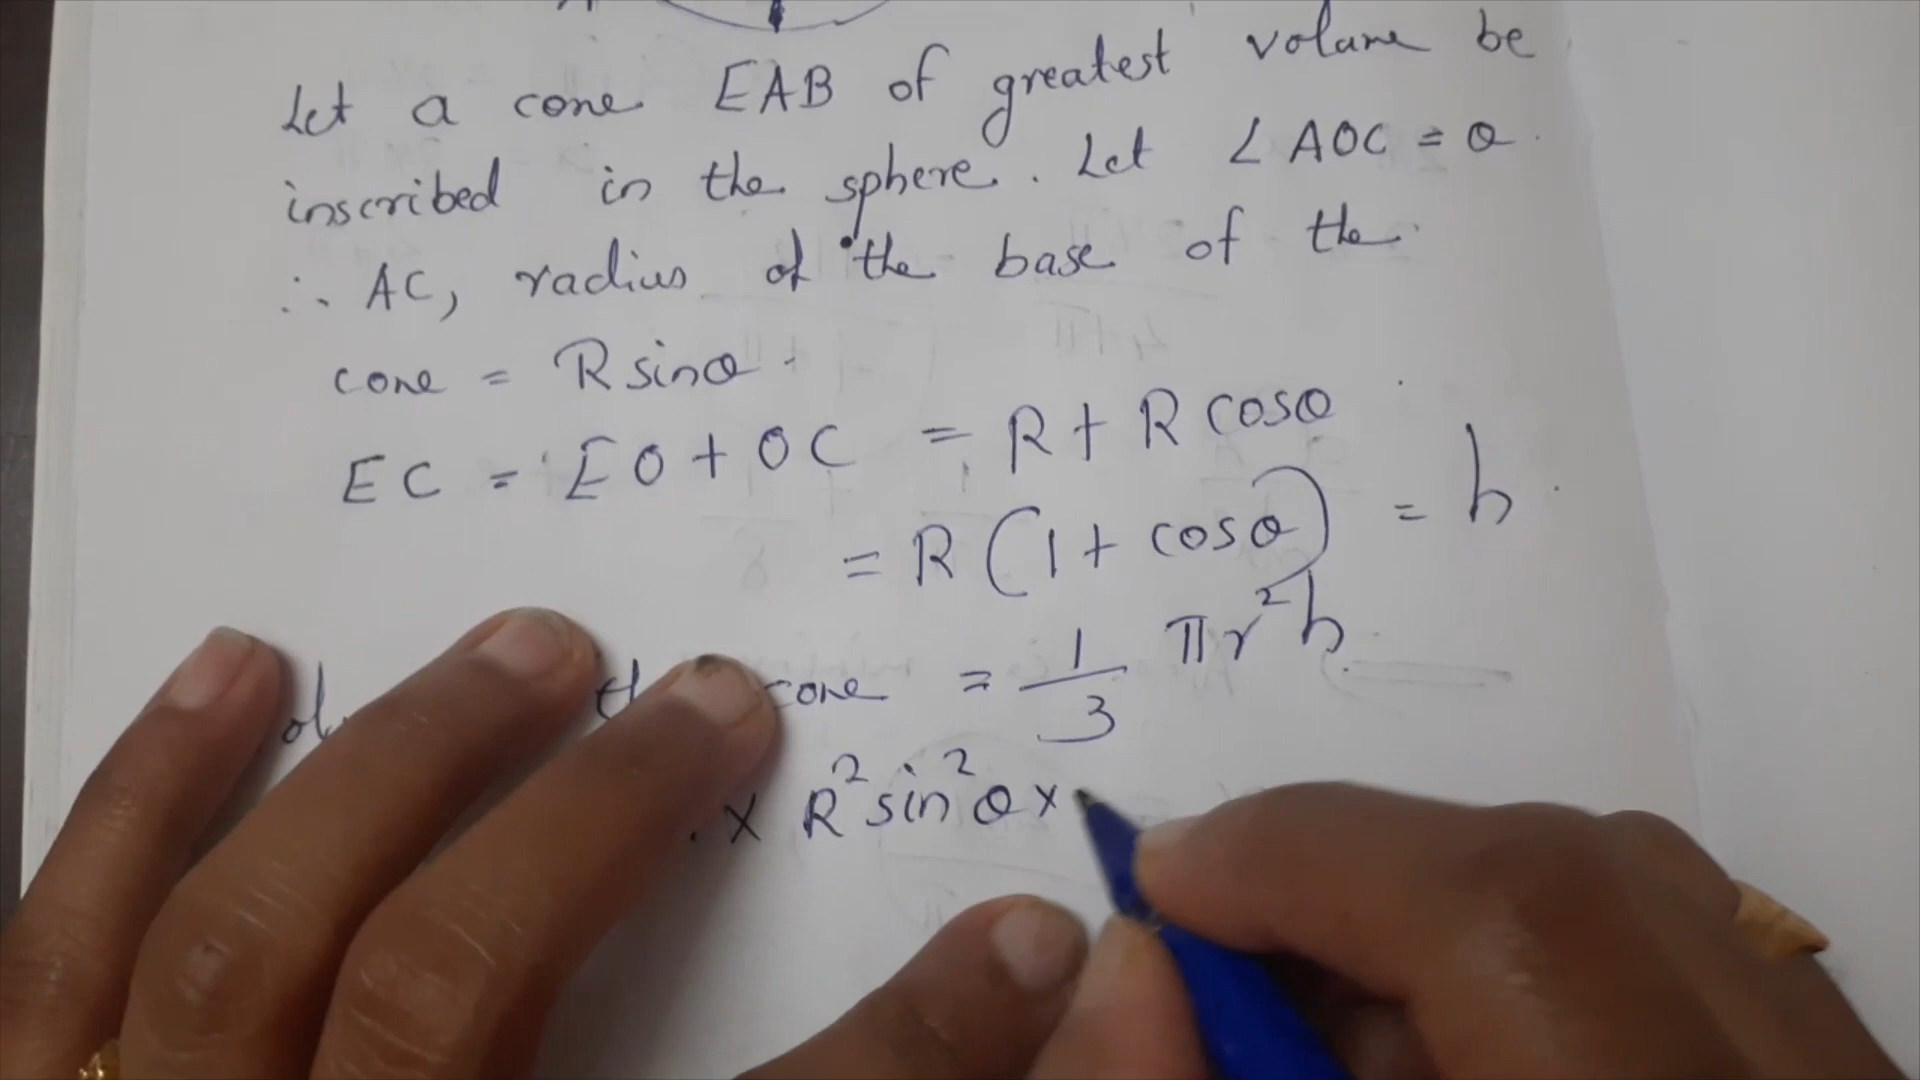 Let a cone EAB of greatest volume be
inscribed in the sphere. Let ∠AOC = θ.
∴ AC, radius of the base of the
cone = R sinθ.
EC = EO + OC = R + R cosθ
= R (1 + cosθ) = h.
cone = 1/3 πr²h
× R² sin²θ ×